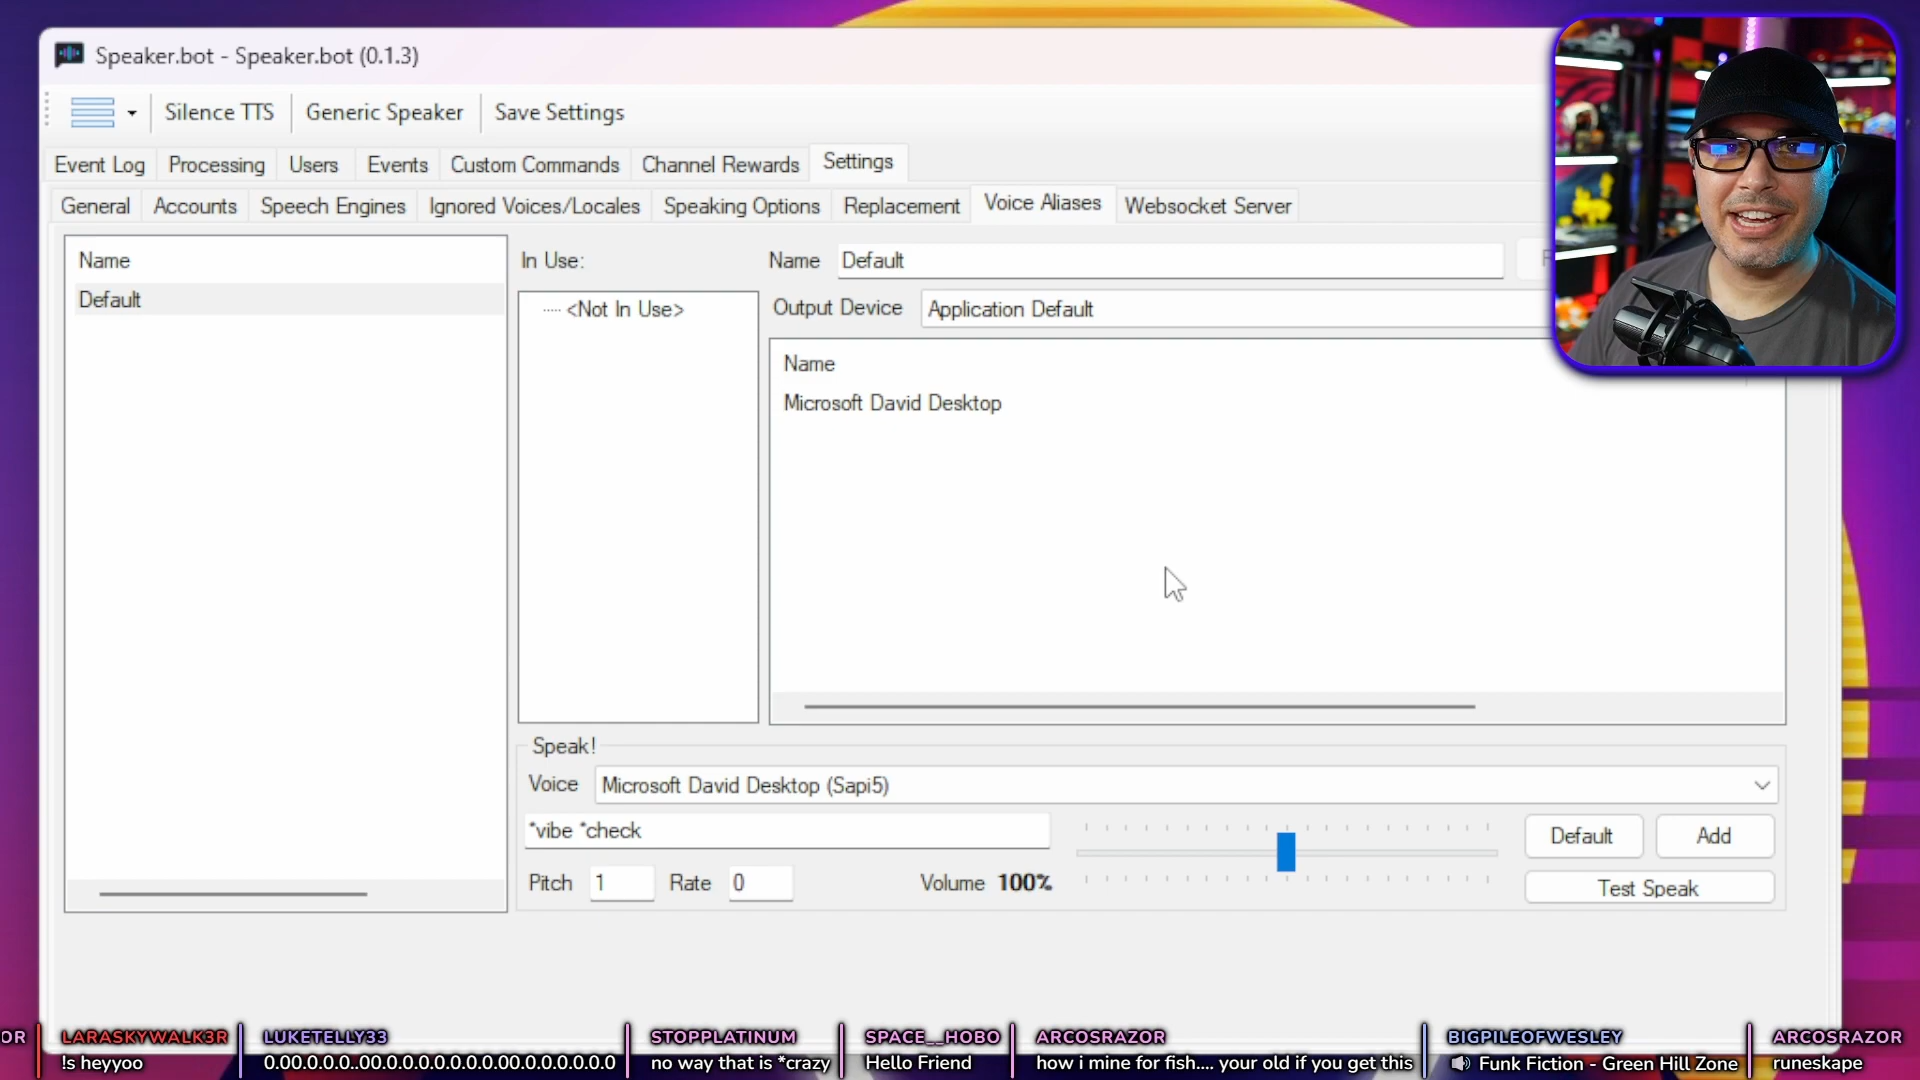 Speaker.bot - Speaker.bot (0.1.3)
Silence TTS
Generic Speaker
Save Settings
Event Log
Processing
Users
Events
Custom Commands
Channel Rewards
Settings
General
Accounts
Speech Engines
Ignored Voices/Locales
Speaking Options
Replacement
Voice Aliases
Websocket Server
Name
Default
In Use:
<Not In Use>
Name
Default
Output Device
Application Default
Name
Microsoft David Desktop
Speak!
Voice
Microsoft David Desktop (Sapi5)
*vibe *check
Pitch
1
Rate
0
Volume
100%
Default
Add
Test Speak
OR
LARASKYWALK3R
!s heyyoo
LUKETELLY33
0.00.0.0.0..00.0.0.0.0.0.0.0.00.0.0.0.0.0
STOPPLATINUM
no way that is *crazy
SPACE__HOBO
Hello Friend
ARCOSRAZOR
how i mine for fish.... your old if you get this
BIGPILEOFWESLEY
Funk Fiction - Green Hill Zone
ARCOSRAZOR
runeskape